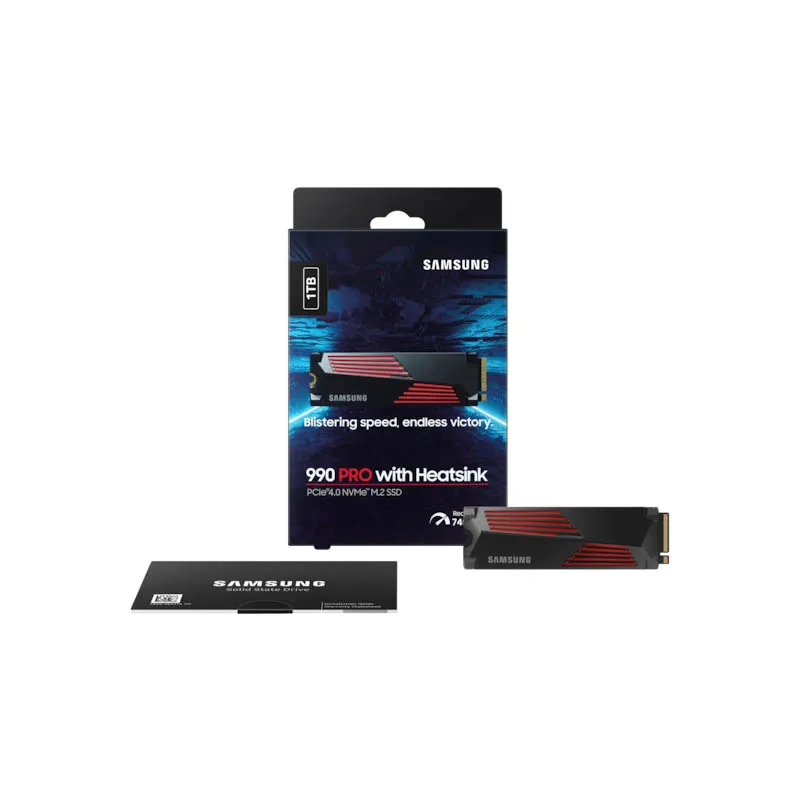 SAMSUNG
1TB
SAMSUNG
Blistering speed, endless victory.
990 PRO with Heatsink
PCIe® 4.0 NVMe™ M.2 SSD
SAMSUNG
SAMSUNG
Solid State Drive